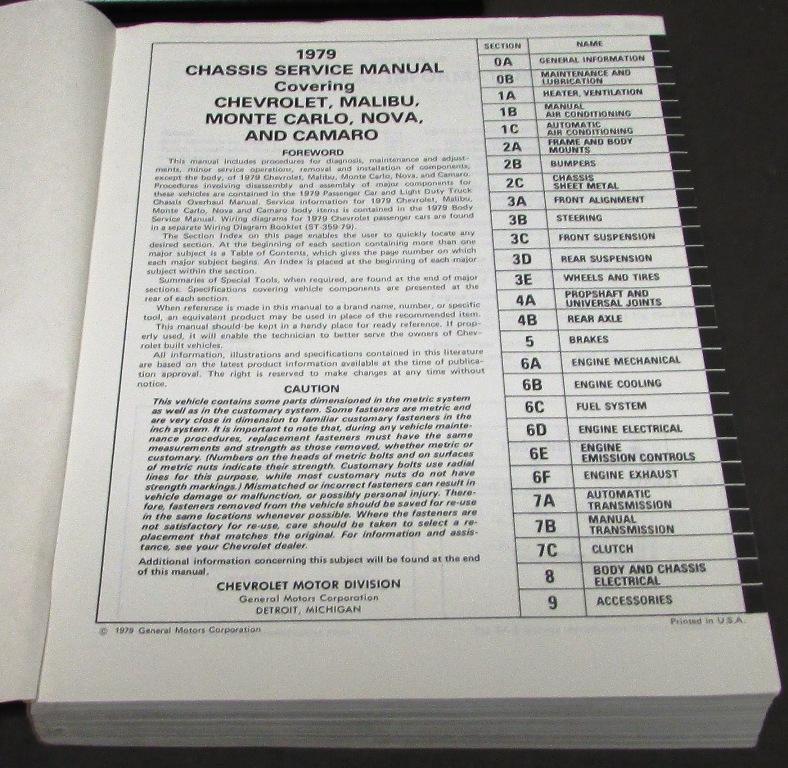 1979
CHASSIS SERVICE MANUAL
Covering
CHEVROLET, MALIBU,
MONTE CARLO, NOVA,
AND CAMARO
FOREWORD
This manual includes procedures for diagnosis, maintenance and adjust-
ments, minor service operations, removal and installation of components,
except the body, of 1979 Chevrolet, Malibu, Monte Carlo, Nova, and Camaro.
Procedures involving disassembly and assembly of major components for
these vehicles are contained in the 1979 Passenger Car and Light Duty Truck
Chassis Overhaul Manual. Service information for 1979 Chevrolet, Malibu,
Monte Carlo, Nova and Camaro body items is contained in the 1979 Body
Service Manual. Wiring diagrams for 1979 Chevrolet passenger cars are found
in a separate Wiring Diagram Booklet (ST-359-79).
The Section Index on this page enables the user to quickly locate any
desired section. At the beginning of each section containing more than one
major subject is a Table of Contents, which gives the page number on which
each major subject begins. An Index is placed at the beginning of each major
subject within the section.
Summaries of Special Tools, when required, are found at the end of major
sections. Specifications covering vehicle components are presented at the
rear of each section.
When reference is made in this manual to a brand name, number, or specific
tool, an equivalent product may be used in place of the recommended item.
This manual should be kept in a handy place for ready reference. If prop-
erly used, it will enable the technician to better serve the owners of Chev-
rolet built vehicles.
All information, illustrations and specifications contained in this literature
are based on the latest product information available at the time of publica-
tion approval. The right is reserved to make changes at any time without
notice.
CAUTION
This vehicle contains some parts dimensioned in the metric system
as well as in the customary system. Some fasteners are metric and
are very close in dimension to familiar customary fasteners in the
inch system. It is important to note that, during any vehicle mainte-
nance procedures, replacement fasteners must have the same
measurements and strength as those removed, whether metric or
customary. (Numbers on the heads of metric bolts and on surfaces
of metric nuts indicate their strength. Customary bolts use radial
lines for this purpose, while most customary nuts do not have
strength markings.) Mismatched or incorrect fasteners can result in
vehicle damage or malfunction, or possibly personal injury. There-
fore, fasteners removed from the vehicle should be saved for re-use
in the same locations whenever possible. Where the fasteners are
not satisfactory for re-use, care should be taken to select a re-
placement that matches the original. For information and assis-
tance, see your Chevrolet dealer.
Additional information concerning this subject will be found at the end
of this manual.
CHEVROLET MOTOR DIVISION
General Motors Corporation
DETROIT, MICHIGAN
© 1979 General Motors Corporation
SECTION NAME
0A GENERAL INFORMATION
0B MAINTENANCE AND
LUBRICATION
1A HEATER, VENTILATION
1B MANUAL
AIR CONDITIONING
1C AUTOMATIC
AIR CONDITIONING
2A FRAME AND BODY
MOUNTS
2B BUMPERS
2C CHASSIS
SHEET METAL
3A FRONT ALIGNMENT
3B STEERING
3C FRONT SUSPENSION
3D REAR SUSPENSION
3E WHEELS AND TIRES
4A PROPSHAFT AND
UNIVERSAL JOINTS
4B REAR AXLE
5 BRAKES
6A ENGINE MECHANICAL
6B ENGINE COOLING
6C FUEL SYSTEM
6D ENGINE ELECTRICAL
6E ENGINE
EMISSION CONTROLS
6F ENGINE EXHAUST
7A AUTOMATIC
TRANSMISSION
7B MANUAL
TRANSMISSION
7C CLUTCH
8 BODY AND CHASSIS
ELECTRICAL
9 ACCESSORIES
Printed in U.S.A.